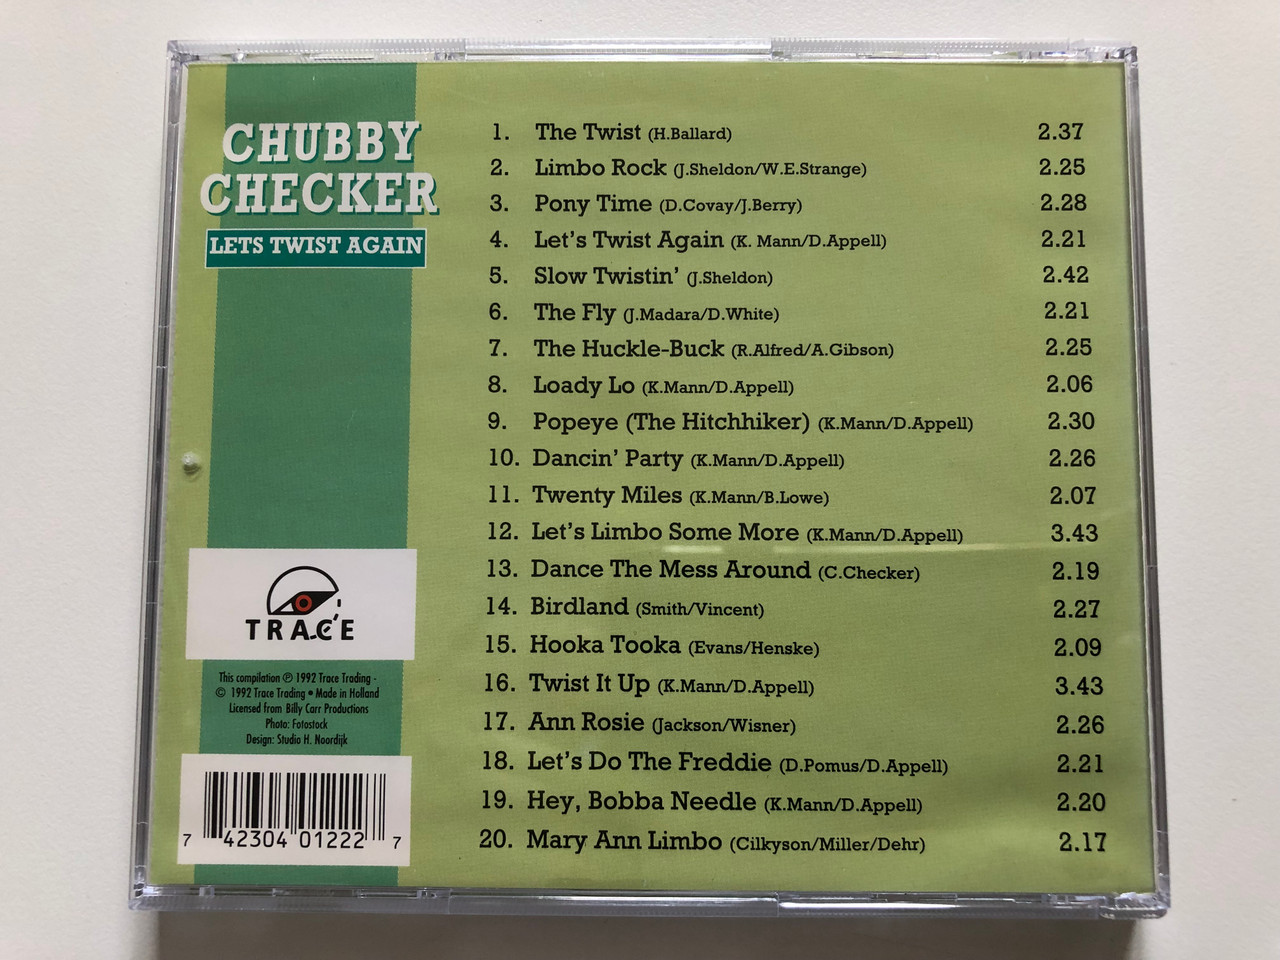 CHUBBY
CHECKER
LETS TWIST AGAIN
1. The Twist (H.Ballard) 2.37
2. Limbo Rock (J.Sheldon/W.E.Strange) 2.25
3. Pony Time (D.Covay/J.Berry) 2.28
4. Let's Twist Again (K. Mann/D.Appell) 2.21
5. Slow Twistin' (J.Sheldon) 2.42
6. The Fly (J.Madara/D.White) 2.21
7. The Huckle-Buck (R.Alfred/A.Gibson) 2.25
8. Loady Lo (K.Mann/D.Appell) 2.06
9. Popeye (The Hitchhiker) (K.Mann/D.Appell) 2.30
10. Dancin' Party (K.Mann/D.Appell) 2.26
11. Twenty Miles (K.Mann/B.Lowe) 2.07
12. Let's Limbo Some More (K.Mann/D.Appell) 3.43
13. Dance The Mess Around (C.Checker) 2.19
14. Birdland (Smith/Vincent) 2.27
15. Hooka Tooka (Evans/Henske) 2.09
16. Twist It Up (K.Mann/D.Appell) 3.43
17. Ann Rosie (Jackson/Wisner) 2.26
18. Let's Do The Freddie (D.Pomus/D.Appell) 2.21
19. Hey, Bobba Needle (K.Mann/D.Appell) 2.20
20. Mary Ann Limbo (Cilkyson/Miller/Dehr) 2.17
TRACE
This compilation ℗ 1992 Trace Trading -
© 1992 Trace Trading • Made in Holland
Licensed from Billy Carr Productions
Photo: Fotostock
Design: Studio H. Noordijk
7 42304 01222 7